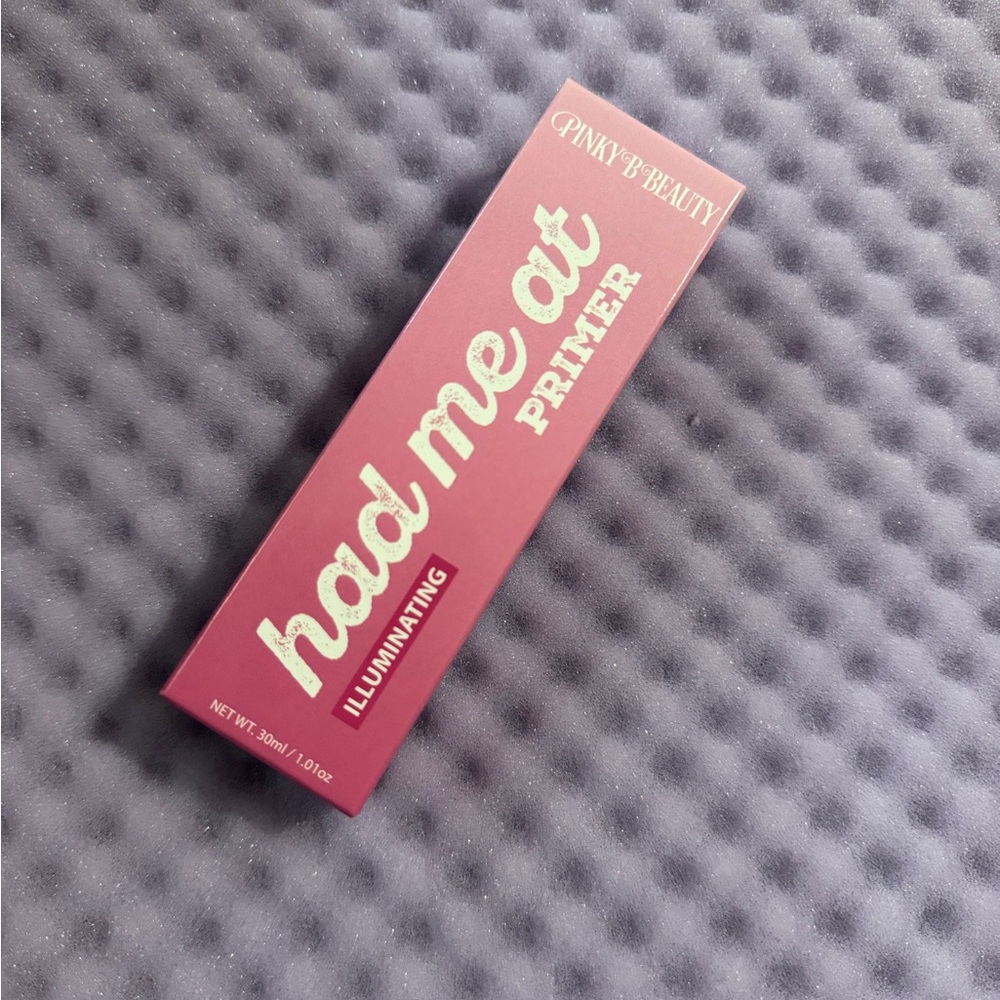 PINKY B BEAUTY
had me at
PRIMER
ILLUMINATING
NET WT. 30ml / 1.01oz